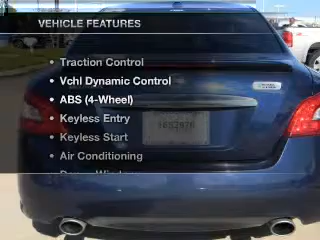 VEHICLE FEATURES
• Traction Control
• Vchl Dynamic Control
• ABS (4-Wheel)
• Keyless Entry
• Keyless Start
• Air Conditioning